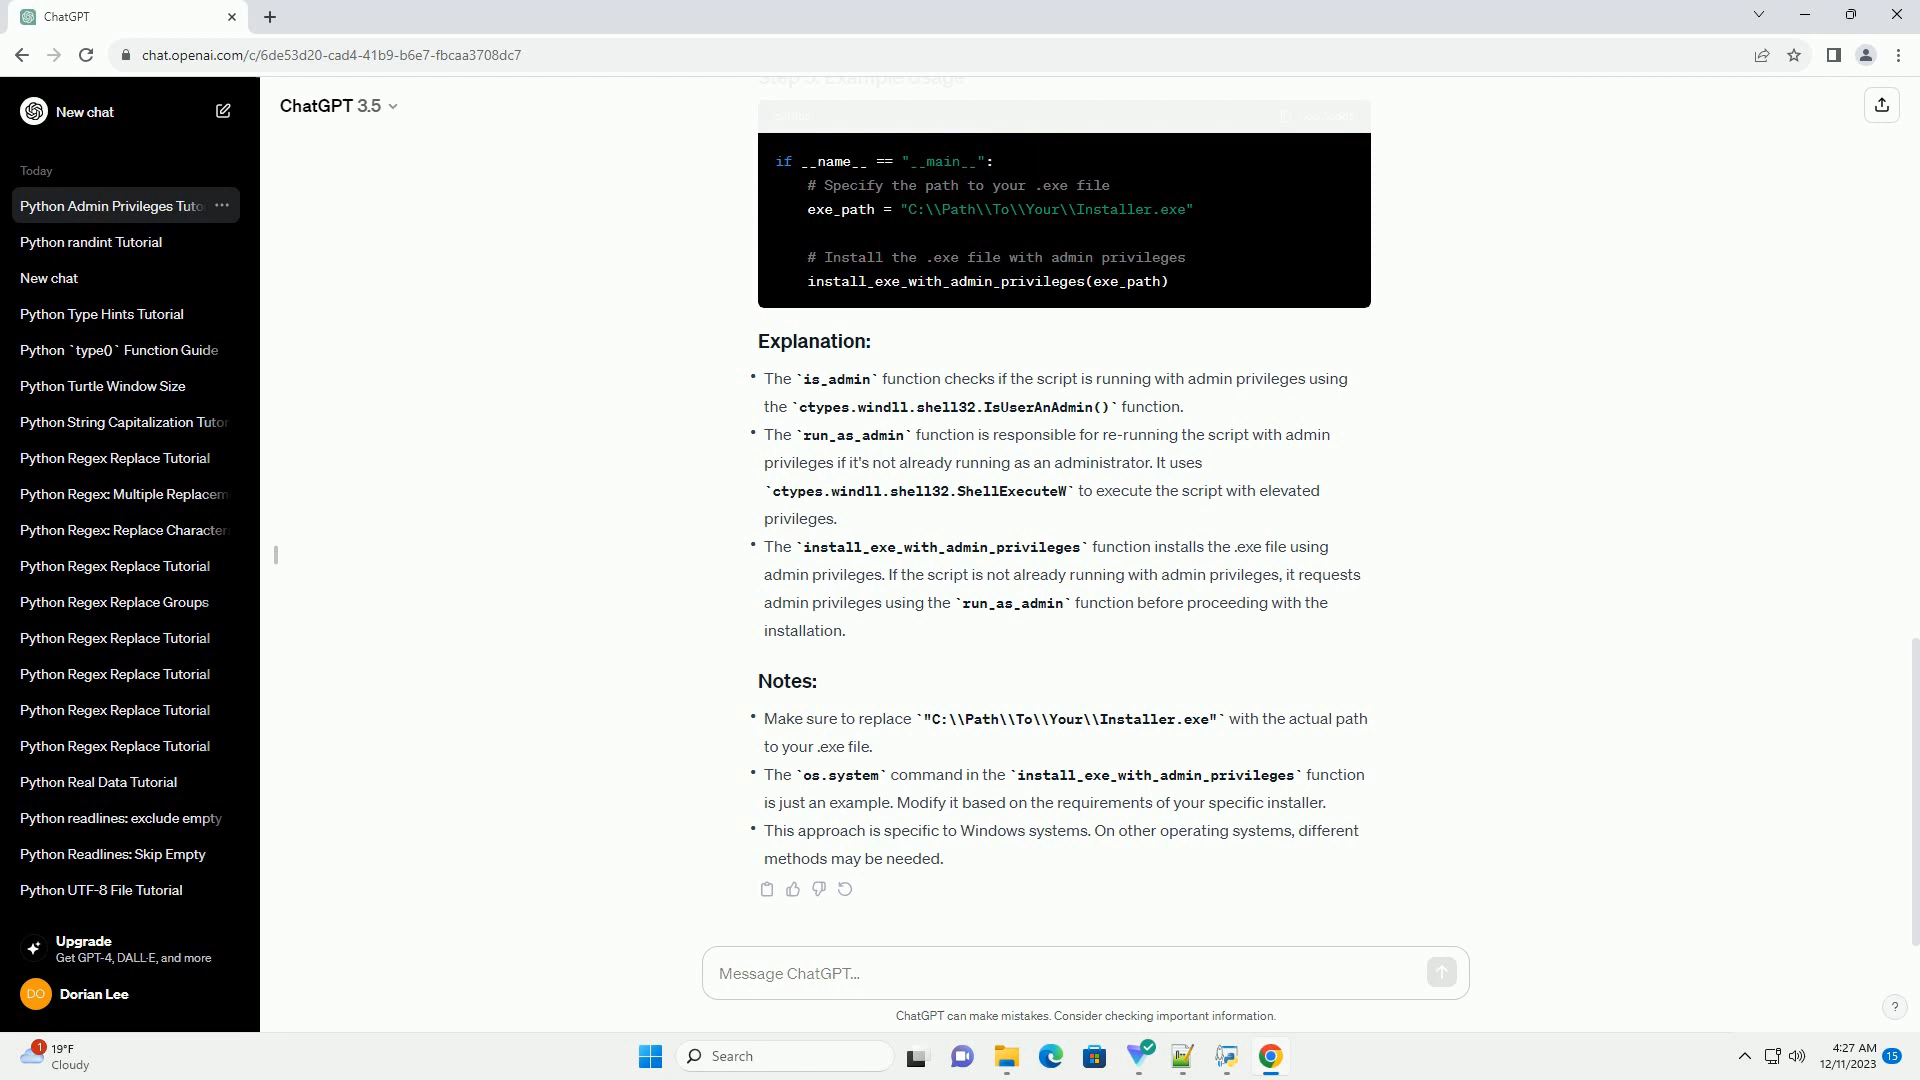 ChatGPT
chat.openai.com/c/6de53d20-cad4-41b9-b6e7-fbcaa3708dc7
New chat
Today
Python Admin Privileges Tuto
Python randint Tutorial
New chat
Python Type Hints Tutorial
Python `type()` Function Guide
Python Turtle Window Size
Python String Capitalization Tutor
Python Regex Replace Tutorial
Python Regex: Multiple Replacem
Python Regex: Replace Character
Python Regex Replace Tutorial
Python Regex Replace Groups
Python Regex Replace Tutorial
Python Regex Replace Tutorial
Python Regex Replace Tutorial
Python Regex Replace Tutorial
Python Real Data Tutorial
Python readlines: exclude empty
Python Readlines: Skip Empty
Python UTF-8 File Tutorial
Upgrade
Get GPT-4, DALL·E, and more
DO Dorian Lee
ChatGPT 3.5
Example Usage
if __name__ == "__main__":
# Specify the path to your .exe file
exe_path = "C:\\Path\\To\\Your\\Installer.exe"
# Install the .exe file with admin privileges
install_exe_with_admin_privileges(exe_path)
Explanation:
• The `is_admin` function checks if the script is running with admin privileges using
the `ctypes.windll.shell32.IsUserAnAdmin()` function.
• The `run_as_admin` function is responsible for re-running the script with admin
privileges if it's not already running as an administrator. It uses
`ctypes.windll.shell32.ShellExecuteW` to execute the script with elevated
privileges.
• The `install_exe_with_admin_privileges` function installs the .exe file using
admin privileges. If the script is not already running with admin privileges, it requests
admin privileges using the `run_as_admin` function before proceeding with the
installation.
Notes:
• Make sure to replace `"C:\\Path\\To\\Your\\Installer.exe"` with the actual path
to your .exe file.
• The `os.system` command in the `install_exe_with_admin_privileges` function
is just an example. Modify it based on the requirements of your specific installer.
• This approach is specific to Windows systems. On other operating systems, different
methods may be needed.
Message ChatGPT...
ChatGPT can make mistakes. Consider checking important information.
?
1
19°F
Cloudy
Search
4:27 AM
12/11/2023
15